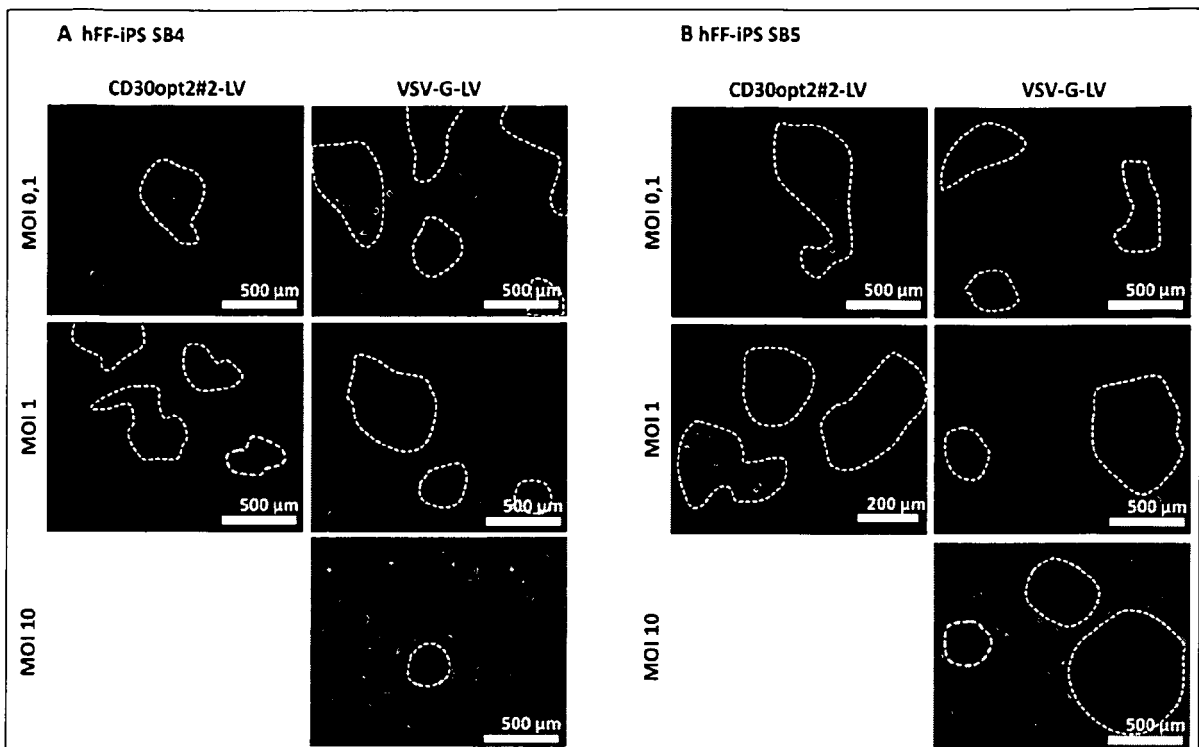 A hFF-iPS SB4
B hFF-iPS SB5
CD30opt2#2-LV
VSV-G-LV
CD30opt2#2-LV
VSV-G-LV
MOI 0,1
500 µm
500 µm
MOI 0,1
500 µm
500 µm
MOI 1
500 µm
500 µm
MOI 1
200 µm
500 µm
MOI 10
500 µm
MOI 10
500 µm